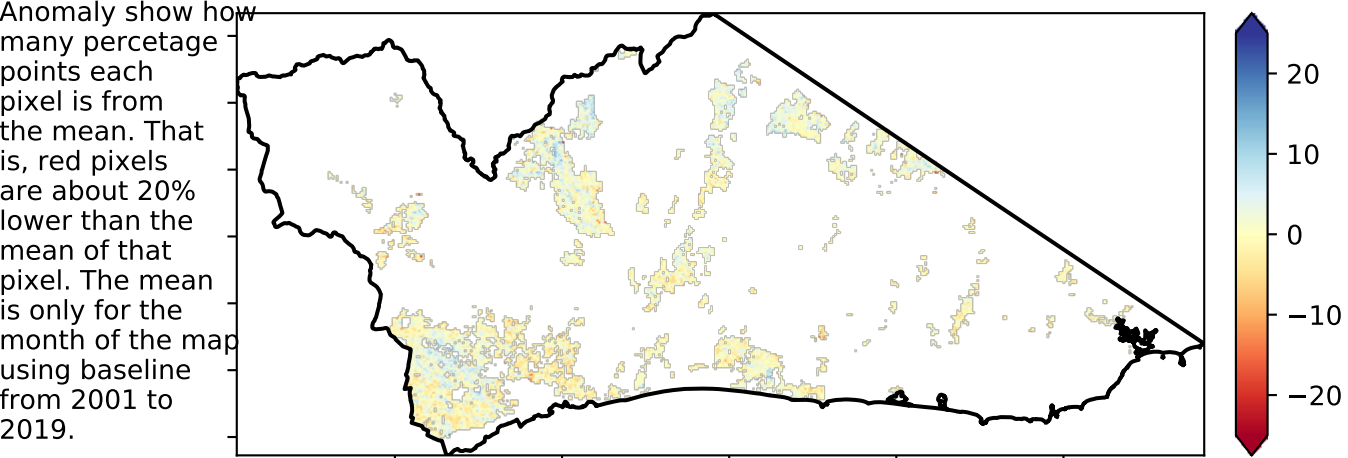 Anomaly show how
many percetage
points each
pixel is from
the mean. That
is, red pixels
are about 20%
lower than the
mean of that
pixel. The mean
is only for the
month of the map
using baseline
from 2001 to
2019.
20
10
0
−10
−20